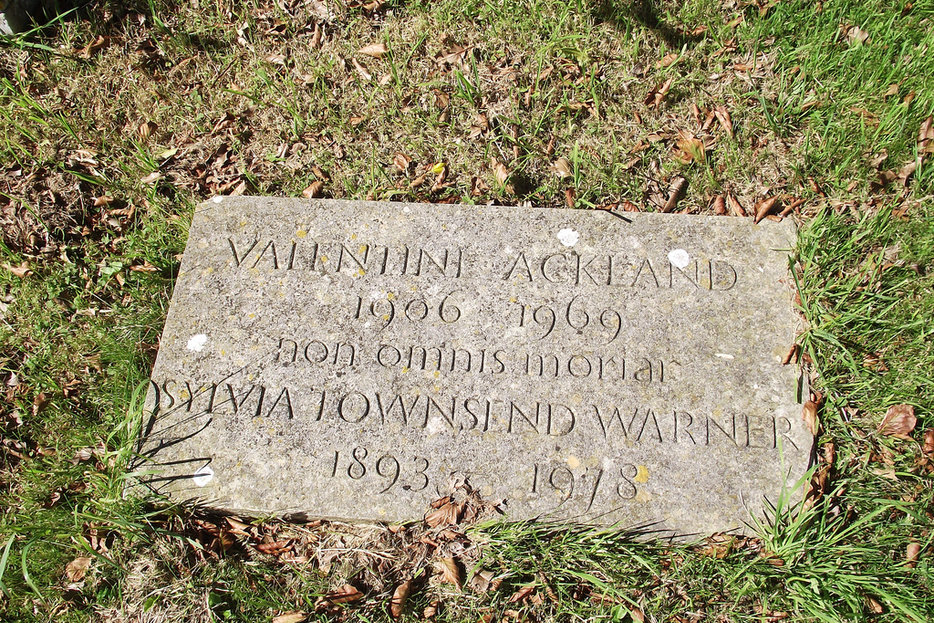 VALENTINE ACKLAND
1906 - 1969
non omnis moriar
SYLVIA TOWNSEND WARNER
1893 - 1978